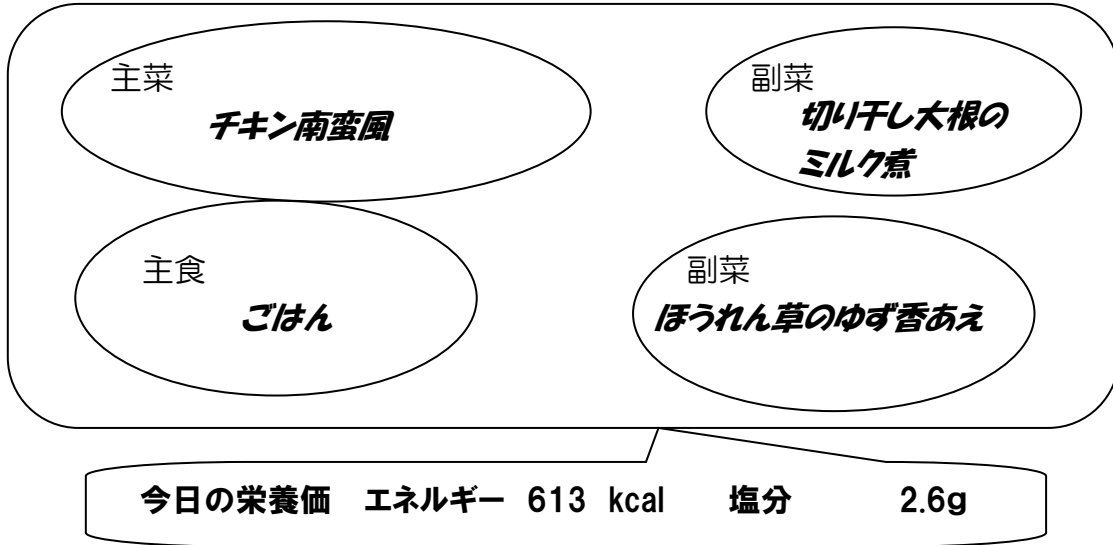 主菜
チキン南蛮風
副菜
切り干し大根の
ミルク煮
主食
ごはん
副菜
ほうれん草のゆず香あえ
今日の栄養価 エネルギー 613 kcal 塩分 2.6g